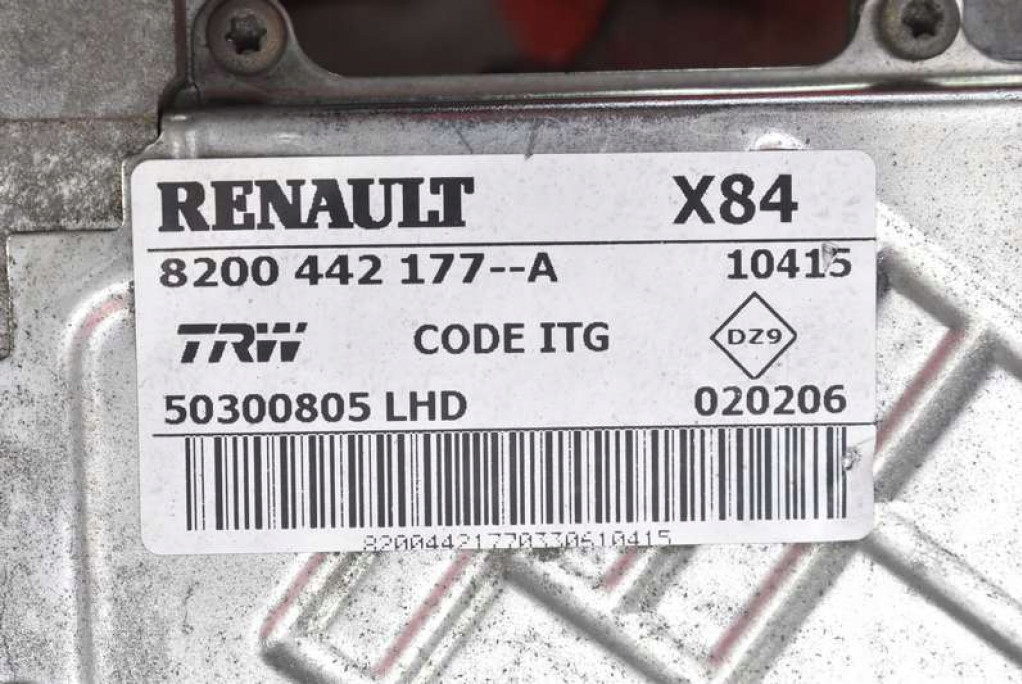 RENAULT X84
8200 442 177--A 10415
TRW CODE ITG DZ9
50300805 LHD 020206
82004421770330610415